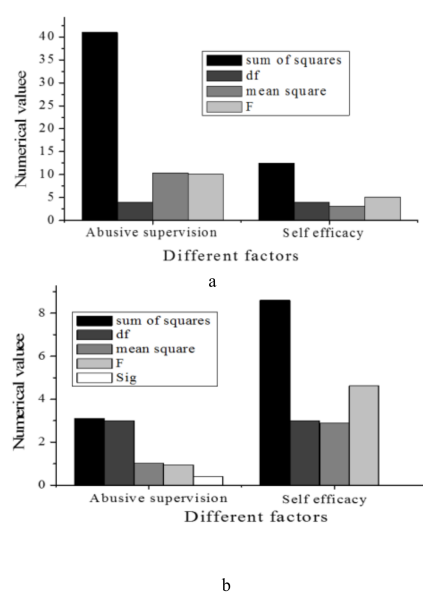 40
35
30
25
20
15
10
5
0
Numerical valuee
sum of squares
df
mean square
F
Abusive supervision
Self efficacy
Different factors
a
8
6
4
2
0
Numerical valuee
sum of squares
df
mean square
F
Sig
Abusive supervision
Self efficacy
Different factors
b